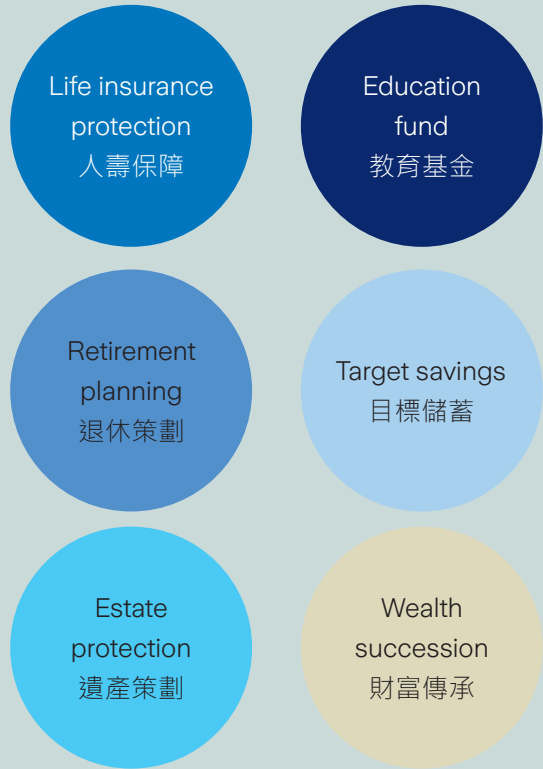 Life insurance
protection
人壽保障
Education
fund
教育基金
Retirement
planning
退休策劃
Target savings
目標儲蓄
Estate
protection
遺產策劃
Wealth
succession
財富傳承